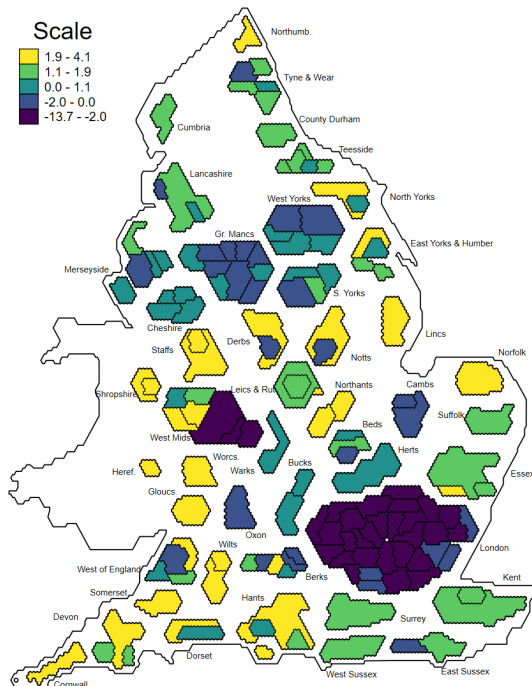 Scale
1.9 - 4.1
1.1 - 1.9
0.0 - 1.1
-2.0 - 0.0
-13.7 - -2.0
Northumb.
Tyne & Wear
County Durham
Cumbria
Teesside
Lancashire
North Yorks
West Yorks
Gr. Mancs
East Yorks & Humber
Merseyside
S. Yorks
Cheshire
Lincs
Derbs
Staffs
Notts
Norfolk
Shropshire
Leics & Rut
Northants
Cambs
Suffolk
Beds
West Mids
Worcs.
Herts
Bucks
Heref.
Warks
Essex
Gloucs.
Oxon
Wilts
London
West of England
Berks
Kent
Somerset
Hants
Devon
Surrey
Dorset
West Sussex
East Sussex
Cornwall